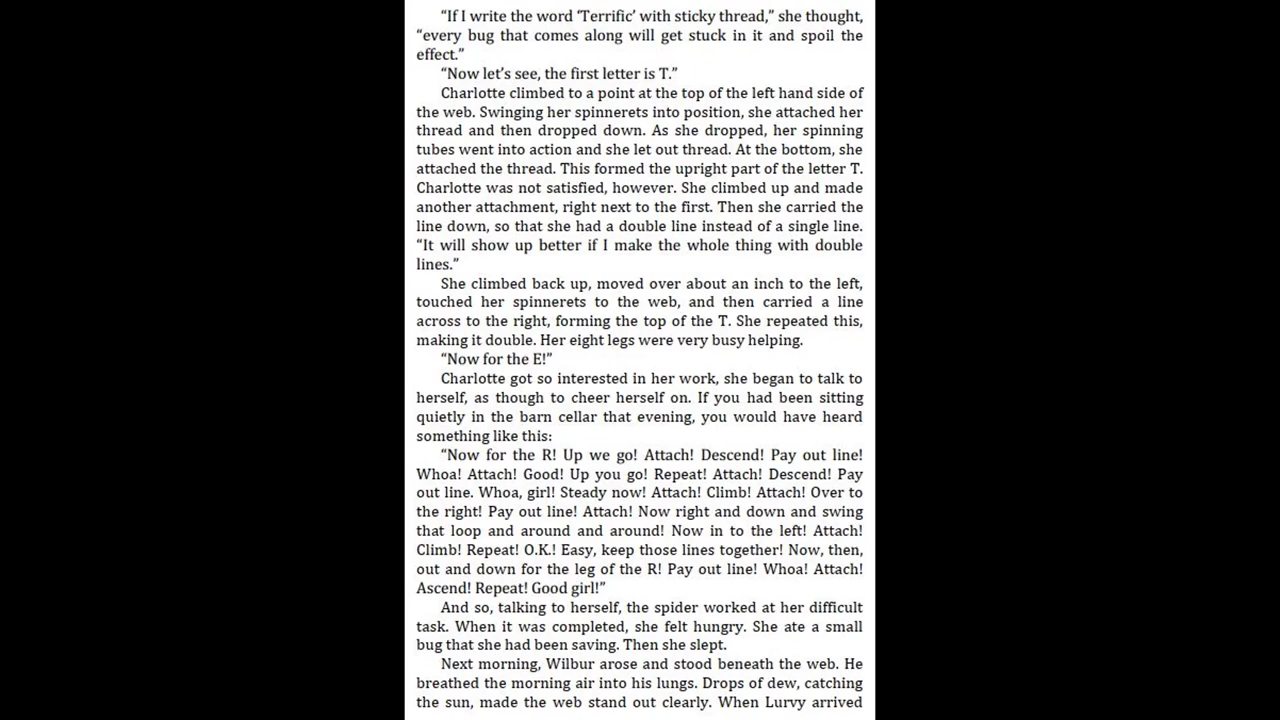 “If I write the word ‘Terrific’ with sticky thread,” she thought,
“every bug that comes along will get stuck in it and spoil the
effect.”
“Now let’s see, the first letter is T.”
Charlotte climbed to a point at the top of the left hand side of
the web. Swinging her spinnerets into position, she attached her
thread and then dropped down. As she dropped, her spinning
tubes went into action and she let out thread. At the bottom, she
attached the thread. This formed the upright part of the letter T.
Charlotte was not satisfied, however. She climbed up and made
another attachment, right next to the first. Then she carried the
line down, so that she had a double line instead of a single line.
“It will show up better if I make the whole thing with double
lines.”
She climbed back up, moved over about an inch to the left,
touched her spinnerets to the web, and then carried a line
across to the right, forming the top of the T. She repeated this,
making it double. Her eight legs were very busy helping.
“Now for the E!”
Charlotte got so interested in her work, she began to talk to
herself, as though to cheer herself on. If you had been sitting
quietly in the barn cellar that evening, you would have heard
something like this:
“Now for the R! Up we go! Attach! Descend! Pay out line!
Whoa! Attach! Good! Up you go! Repeat! Attach! Descend! Pay
out line. Whoa, girl! Steady now! Attach! Climb! Attach! Over to
the right! Pay out line! Attach! Now right and down and swing
that loop and around and around! Now in to the left! Attach!
Climb! Repeat! O.K.! Easy, keep those lines together! Now, then,
out and down for the leg of the R! Pay out line! Whoa! Attach!
Ascend! Repeat! Good girl!”
And so, talking to herself, the spider worked at her difficult
task. When it was completed, she felt hungry. She ate a small
bug that she had been saving. Then she slept.
Next morning, Wilbur arose and stood beneath the web. He
breathed the morning air into his lungs. Drops of dew, catching
the sun, made the web stand out clearly. When Lurvy arrived